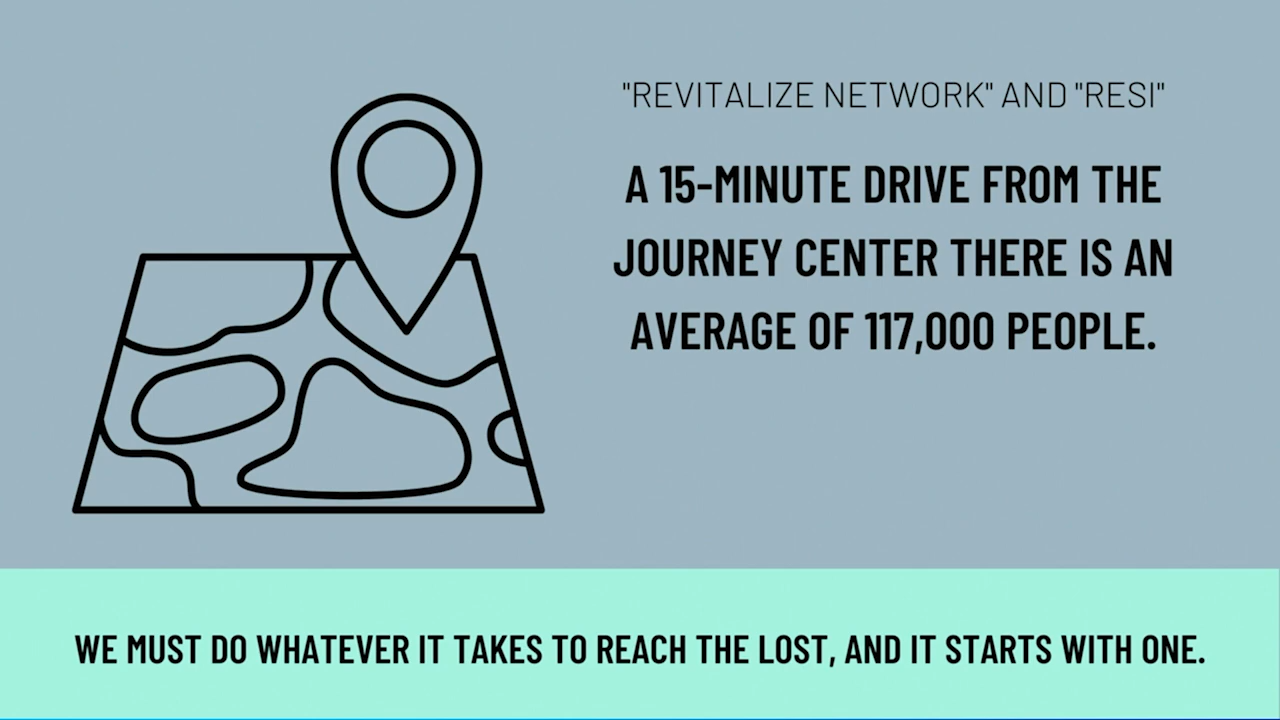 "REVITALIZE NETWORK" AND "RESI"
A 15-MINUTE DRIVE FROM THE
JOURNEY CENTER THERE IS AN
AVERAGE OF 117,000 PEOPLE.
WE MUST DO WHATEVER IT TAKES TO REACH THE LOST, AND IT STARTS WITH ONE.